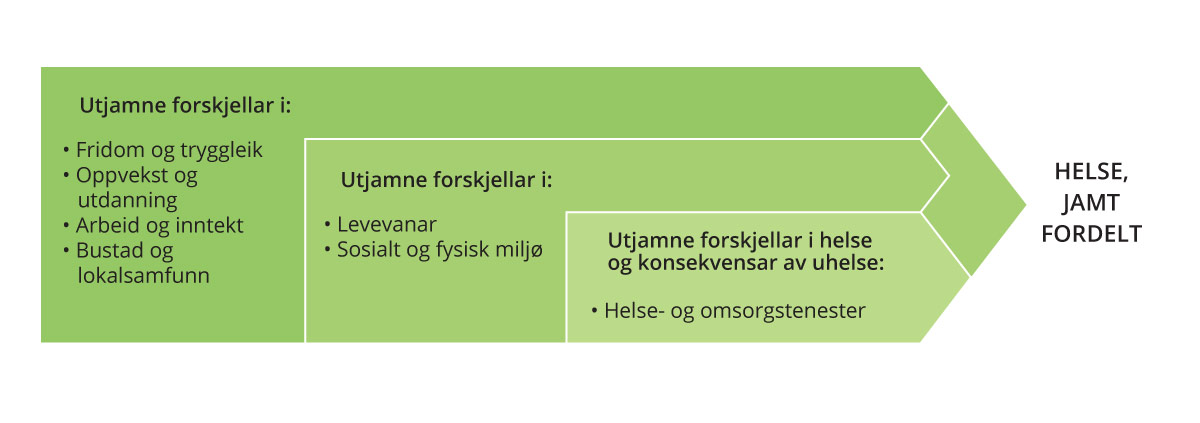 Utjamne forskjellar i:
• Fridom og tryggleik
• Oppvekst og
utdanning
• Arbeid og inntekt
• Bustad og
lokalsamfunn
Utjamne forskjellar i:
• Levevanar
• Sosialt og fysisk miljø
Utjamne forskjellar i helse
og konsekvensar av uhelse:
• Helse- og omsorgstenester
HELSE,
JAMT
FORDELT